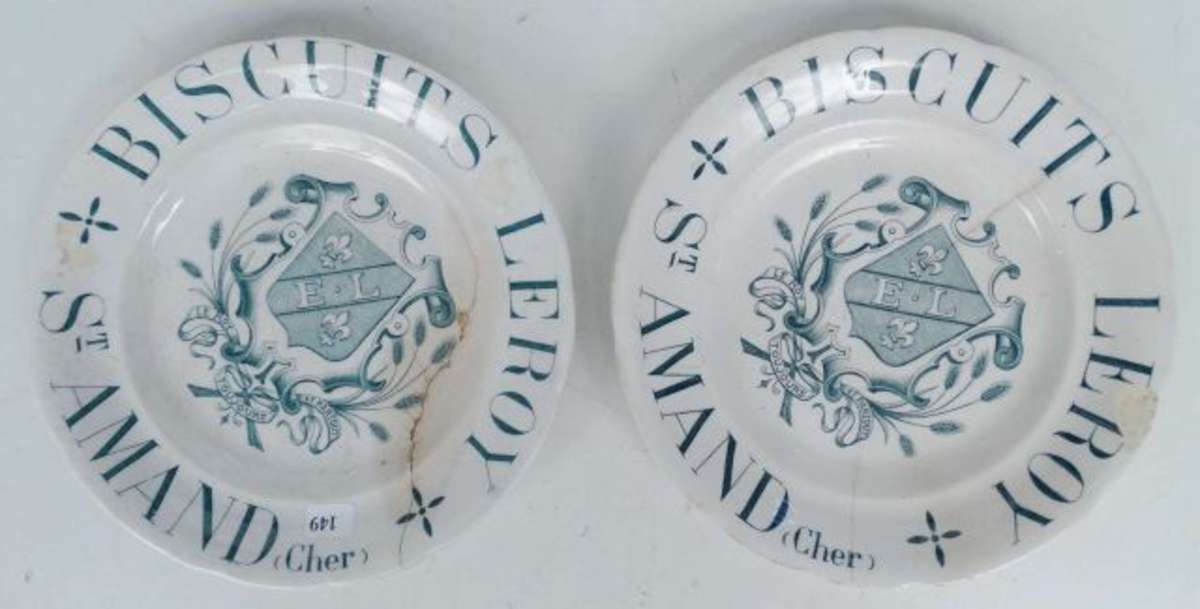 BISCUITS LEROY
ST AMAND (Cher)
E · L
149
BISCUITS LEROY
ST AMAND (Cher)
E · L